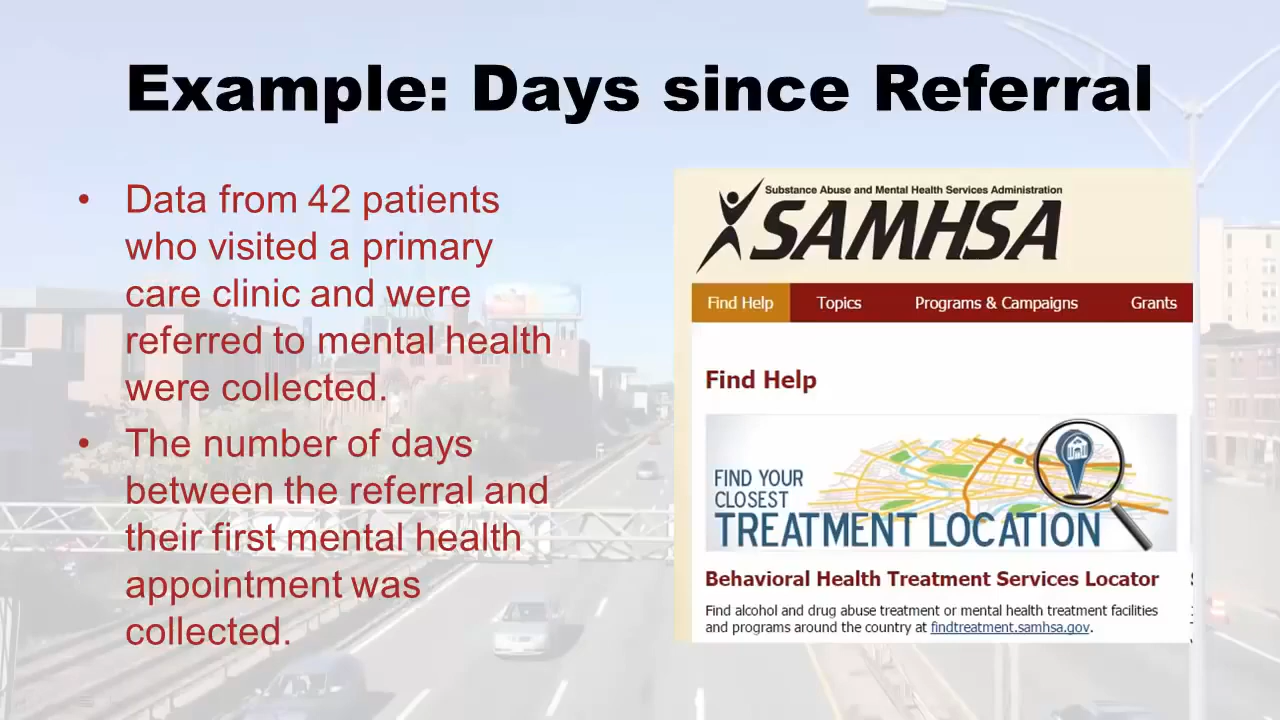 Example: Days since Referral
• Data from 42 patients
who visited a primary
care clinic and were
referred to mental health
were collected.
• The number of days
between the referral and
their first mental health
appointment was
collected.
Substance Abuse and Mental Health Services Administration
SAMHSA
Find Help Topics Programs & Campaigns Grants
Find Help
FIND YOUR
CLOSEST
TREATMENT LOCATION
Behavioral Health Treatment Services Locator
Find alcohol and drug abuse treatment or mental health treatment facilities
and programs around the country at findtreatment.samhsa.gov.